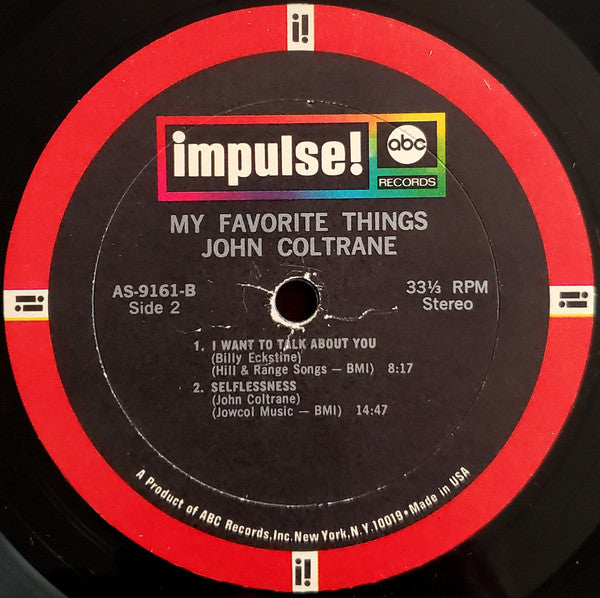 i!
impulse!
abc
RECORDS
MY FAVORITE THINGS
JOHN COLTRANE
AS-9161-B
Side 2
33⅓ RPM
Stereo
i!
i!
1. I WANT TO TALK ABOUT YOU
(Billy Eckstine)
(Hill & Range Songs — BMI) 8:17
2. SELFLESSNESS
(John Coltrane)
(Jowcol Music — BMI) 14:47
A Product of ABC Records, Inc. New York, N.Y. 10019 • Made in USA
i!